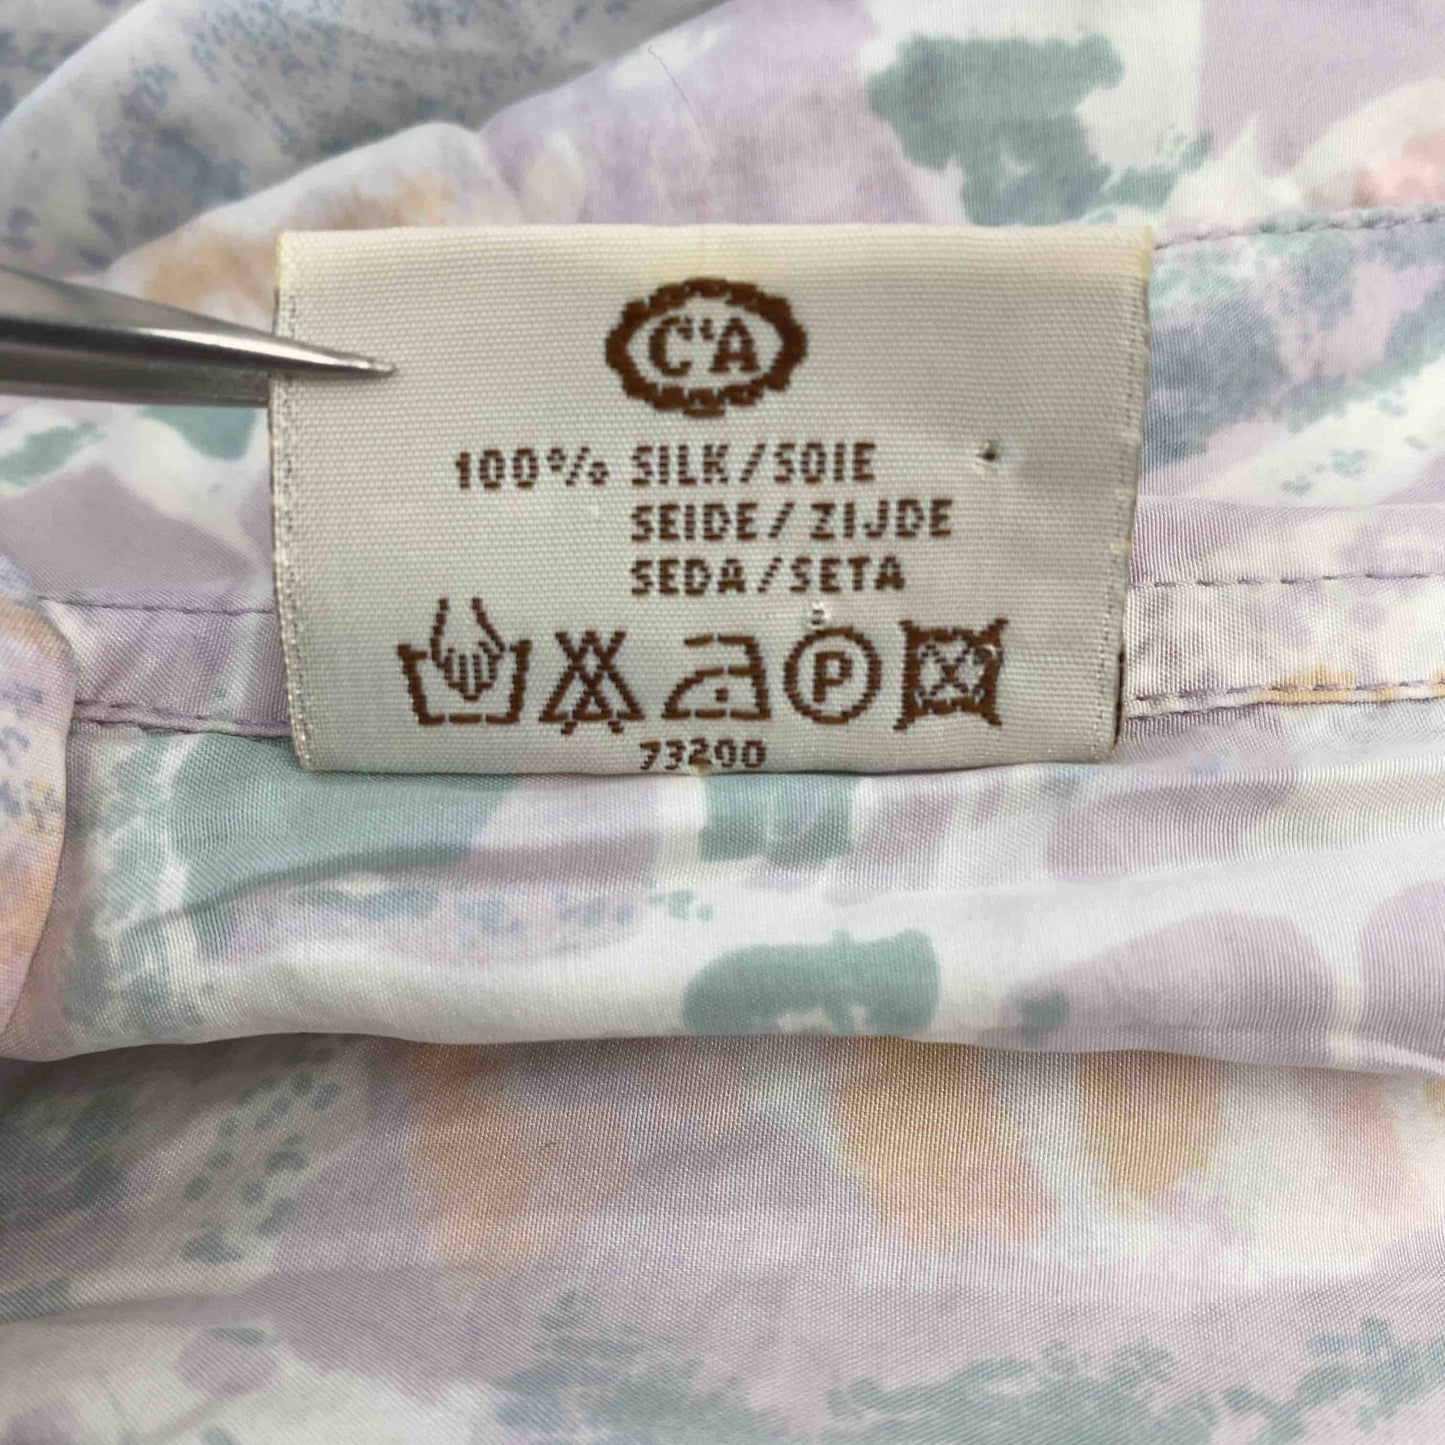 C&A
100% SILK/SOIE
SEIDE/ZIJDE
SEDA/SETA
P
73200